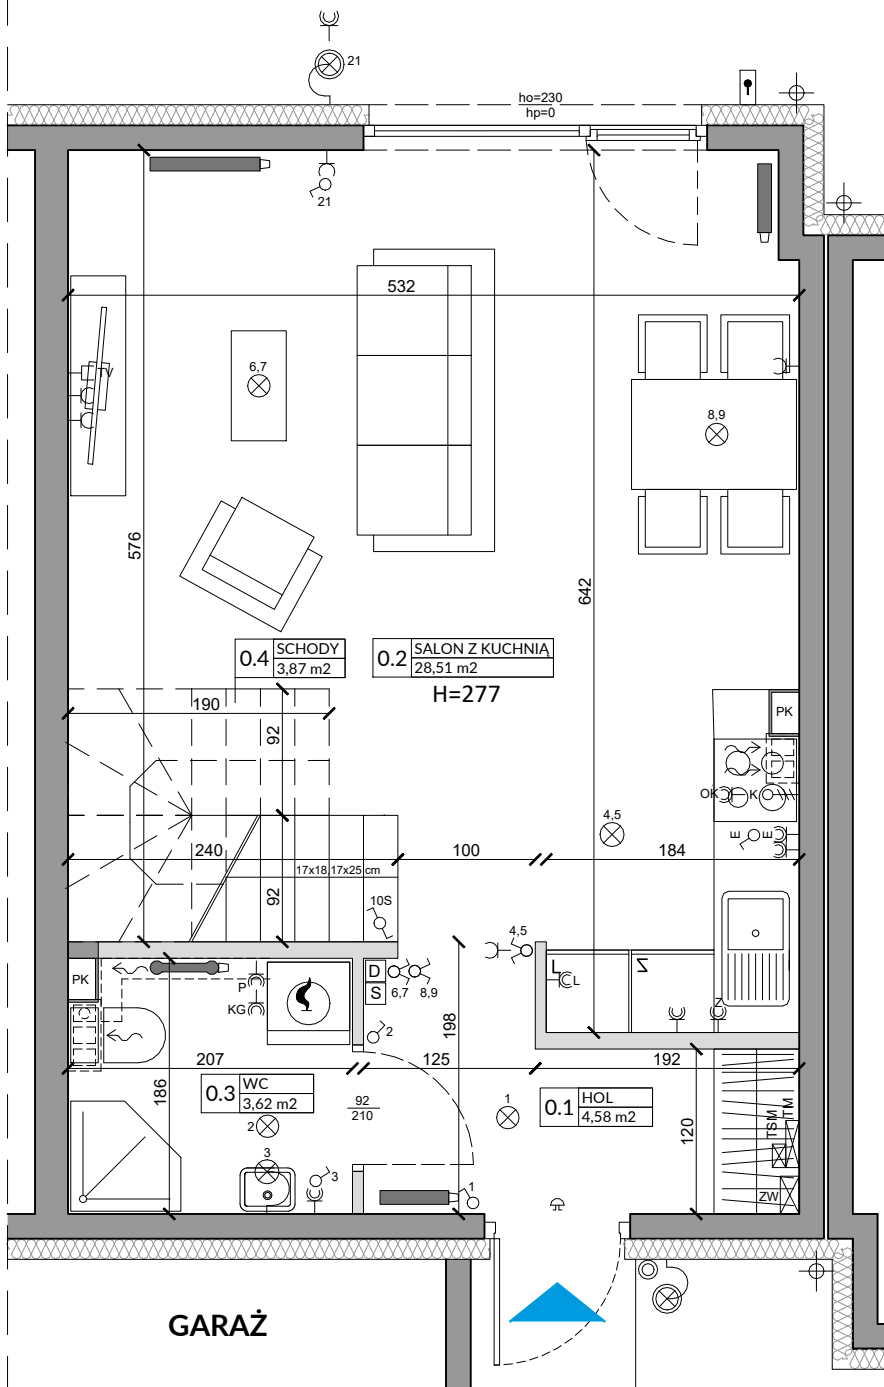 21
ho=230
hp=0
21
532
TV
6,7
8,9
576
642
0.4 SCHODY
3,87 m2
0.2 SALON Z KUCHNIĄ
28,51 m2
H=277
190
92
PK
OK
K
4,5
E
E
240
100
184
17x18,17x25 cm
92
10S
4,5
PK
P
KG
D
S
6,7
8,9
L
L
Z
Z
2
198
207
125
192
186
0.3 WC
3,62 m2
92
210
2
1
0.1 HOL
4,58 m2
120
TSM
TM
3
3
1
ZW
GARAŻ